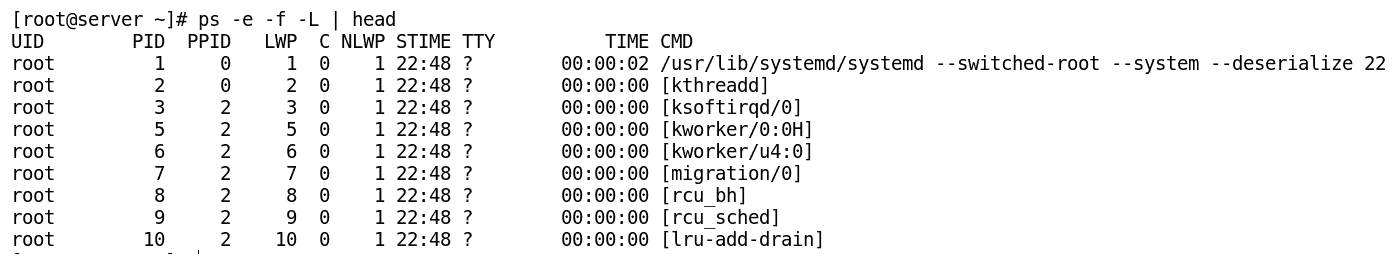 [root@server ~]# ps -e -f -L | head
UID        PID  PPID   LWP  C NLWP STIME TTY          TIME CMD
root         1     0     1  0    1 22:48 ?        00:00:02 /usr/lib/systemd/systemd --switched-root --system --deserialize 22
root         2     0     2  0    1 22:48 ?        00:00:00 [kthreadd]
root         3     2     3  0    1 22:48 ?        00:00:00 [ksoftirqd/0]
root         5     2     5  0    1 22:48 ?        00:00:00 [kworker/0:0H]
root         6     2     6  0    1 22:48 ?        00:00:00 [kworker/u4:0]
root         7     2     7  0    1 22:48 ?        00:00:00 [migration/0]
root         8     2     8  0    1 22:48 ?        00:00:00 [rcu_bh]
root         9     2     9  0    1 22:48 ?        00:00:00 [rcu_sched]
root        10     2    10  0    1 22:48 ?        00:00:00 [lru-add-drain]